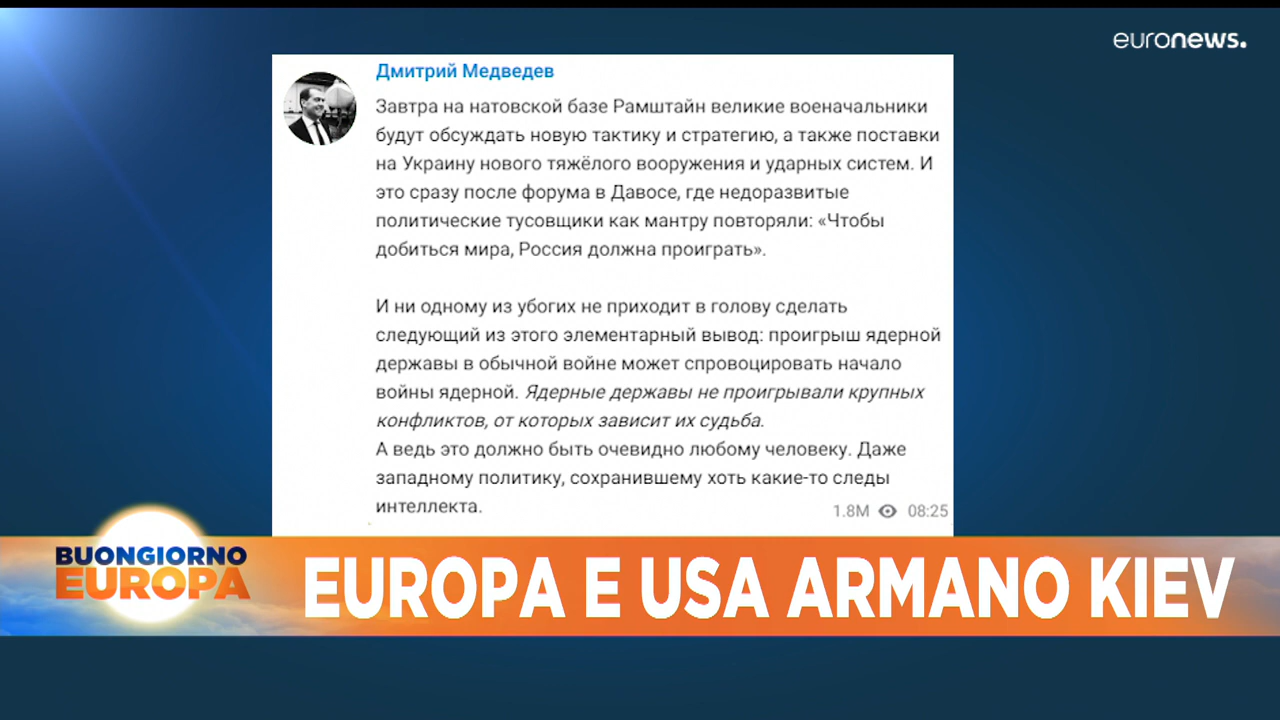 euronews.
Дмитрий Медведев
Завтра на натовской базе Рамштайн великие военачальники
будут обсуждать новую тактику и стратегию, а также поставки
на Украину нового тяжёлого вооружения и ударных систем. И
это сразу после форума в Давосе, где недоразвитые
политические тусовщики как мантру повторяли: «Чтобы
добиться мира, Россия должна проиграть».
И ни одному из убогих не приходит в голову сделать
следующий из этого элементарный вывод: проигрыш ядерной
державы в обычной войне может спровоцировать начало
войны ядерной. Ядерные державы не проигрывали крупных
конфликтов, от которых зависит их судьба.
А ведь это должно быть очевидно любому человеку. Даже
западному политику, сохранившему хоть какие-то следы
интеллекта.
1.8M 08:25
BUONGIORNO
EUROPA
EUROPA E USA ARMANO KIEV